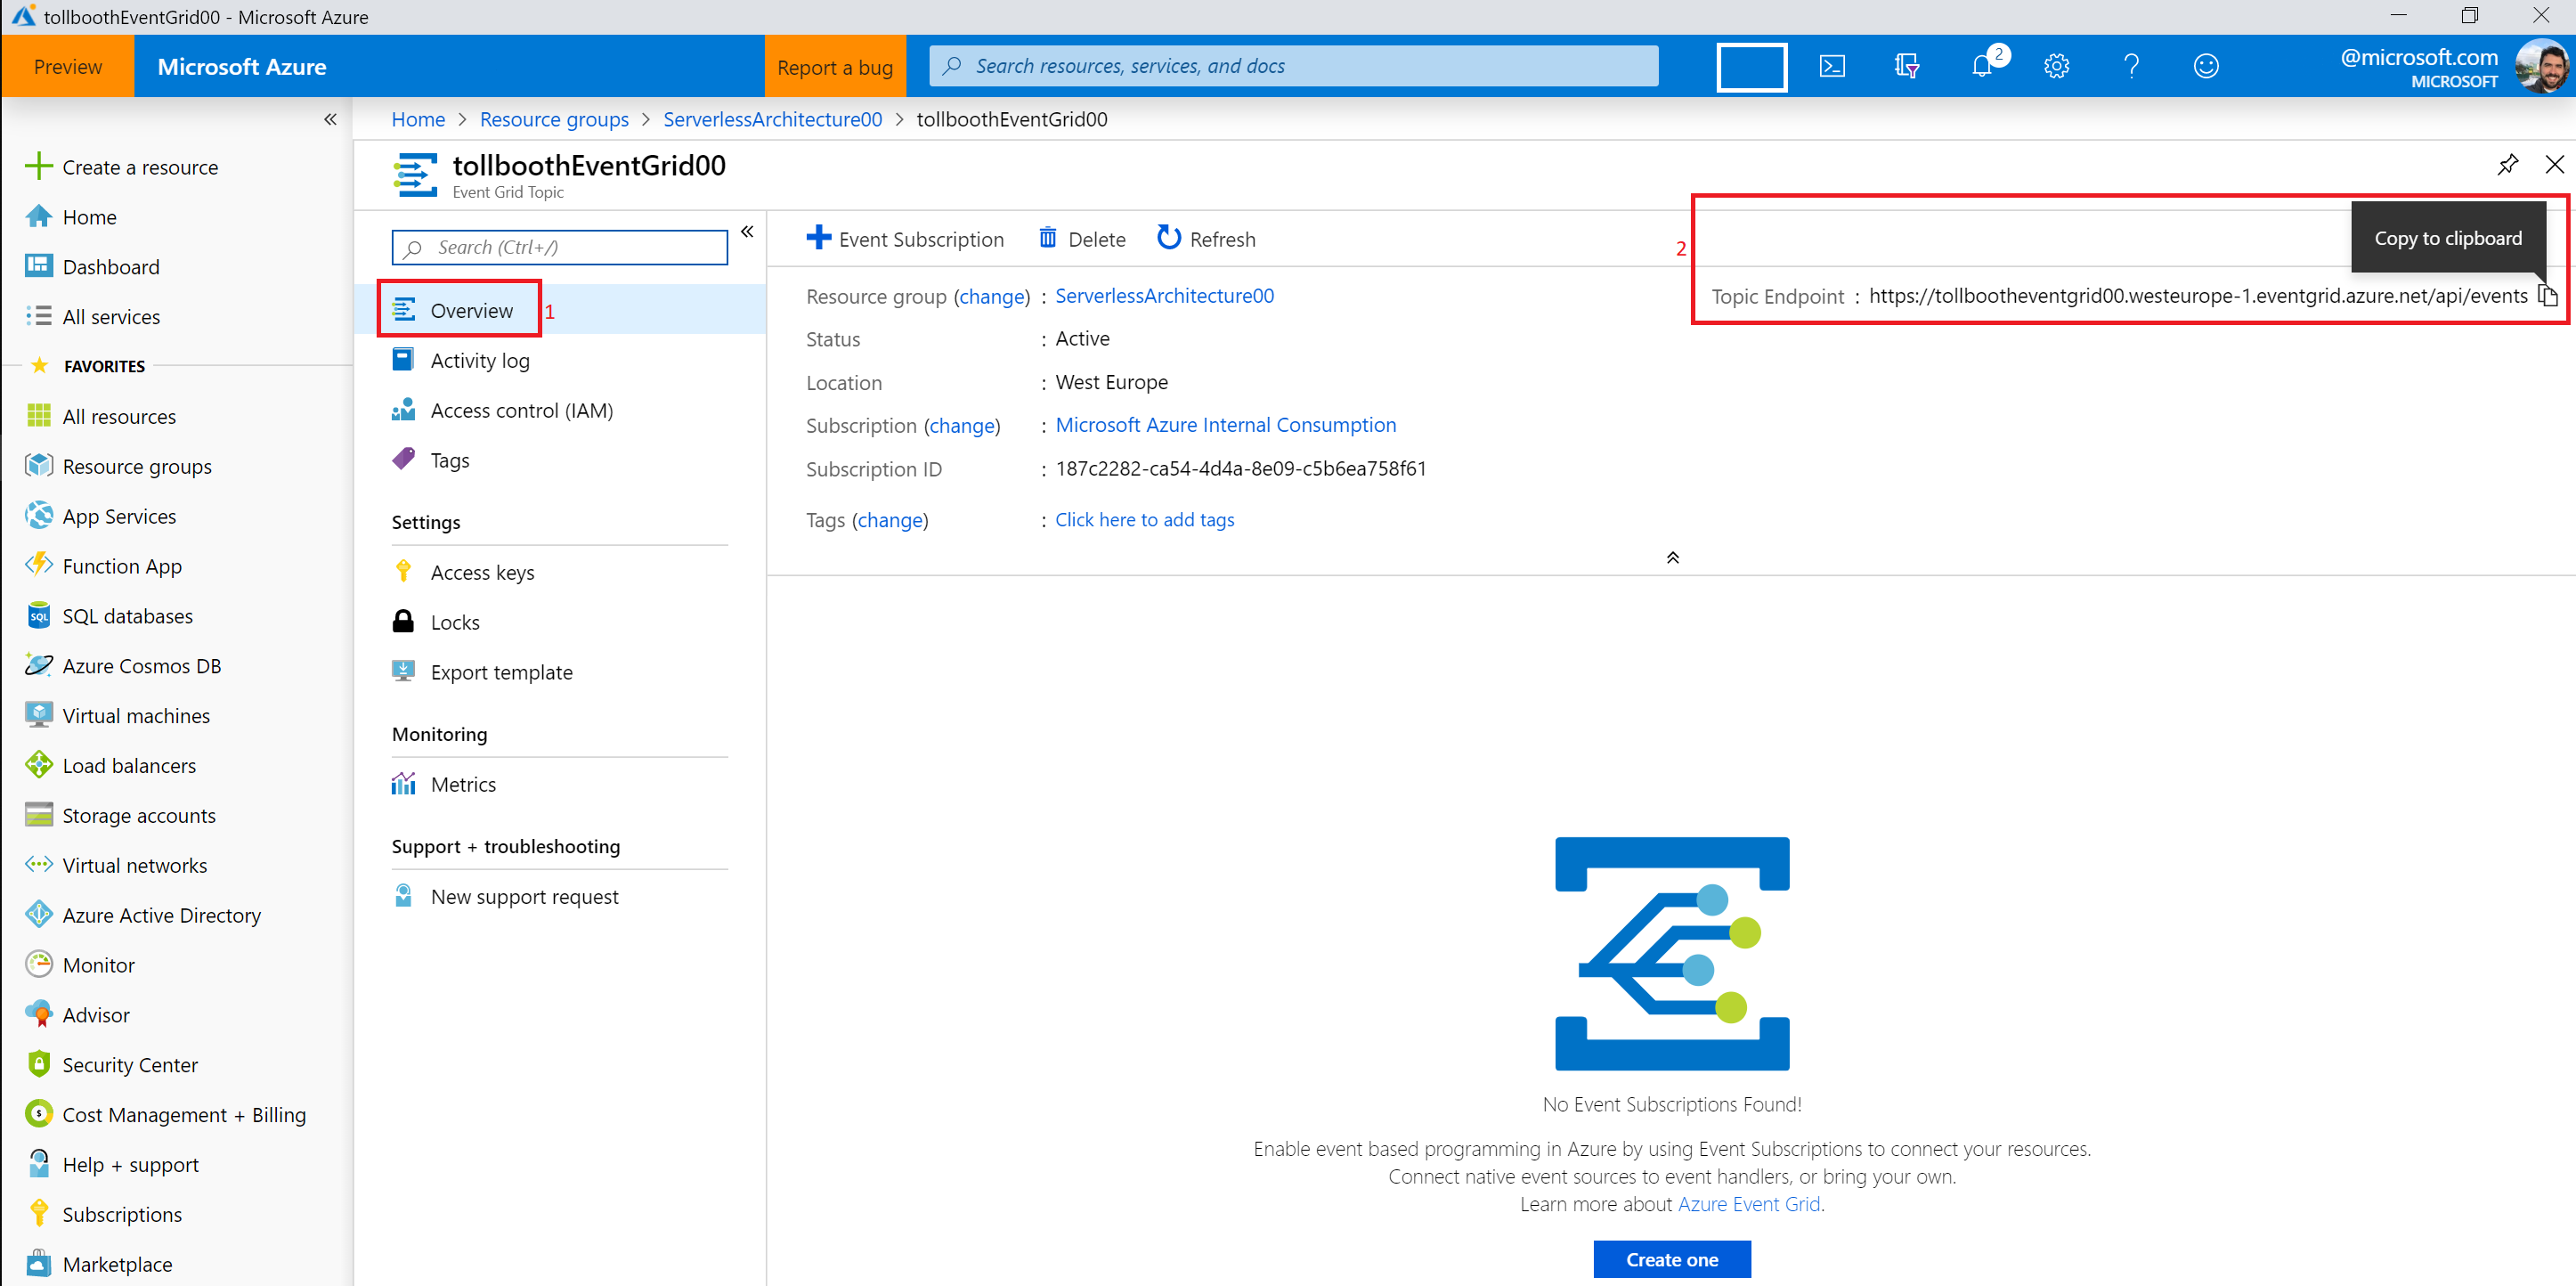 tollboothEventGrid00 - Microsoft Azure
Preview
Microsoft Azure
Report a bug
Search resources, services, and docs
2
@microsoft.com
MICROSOFT
Home > Resource groups > ServerlessArchitecture00 > tollboothEventGrid00
Create a resource
Home
Dashboard
All services
FAVORITES
All resources
Resource groups
App Services
Function App
SQL databases
Azure Cosmos DB
Virtual machines
Load balancers
Storage accounts
Virtual networks
Azure Active Directory
Monitor
Advisor
Security Center
Cost Management + Billing
Help + support
Subscriptions
Marketplace
tollboothEventGrid00
Event Grid Topic
Search (Ctrl+/)
Overview
1
Activity log
Access control (IAM)
Tags
Settings
Access keys
Locks
Export template
Monitoring
Metrics
Support + troubleshooting
New support request
Event Subscription
Delete
Refresh
2
Copy to clipboard
Resource group (change) : ServerlessArchitecture00
Topic Endpoint : https://tollbootheventgrid00.westeurope-1.eventgrid.azure.net/api/events
Status : Active
Location : West Europe
Subscription (change) : Microsoft Azure Internal Consumption
Subscription ID : 187c2282-ca54-4d4a-8e09-c5b6ea758f61
Tags (change) : Click here to add tags
No Event Subscriptions Found!
Enable event based programming in Azure by using Event Subscriptions to connect your resources.
Connect native event sources to event handlers, or bring your own.
Learn more about Azure Event Grid.
Create one